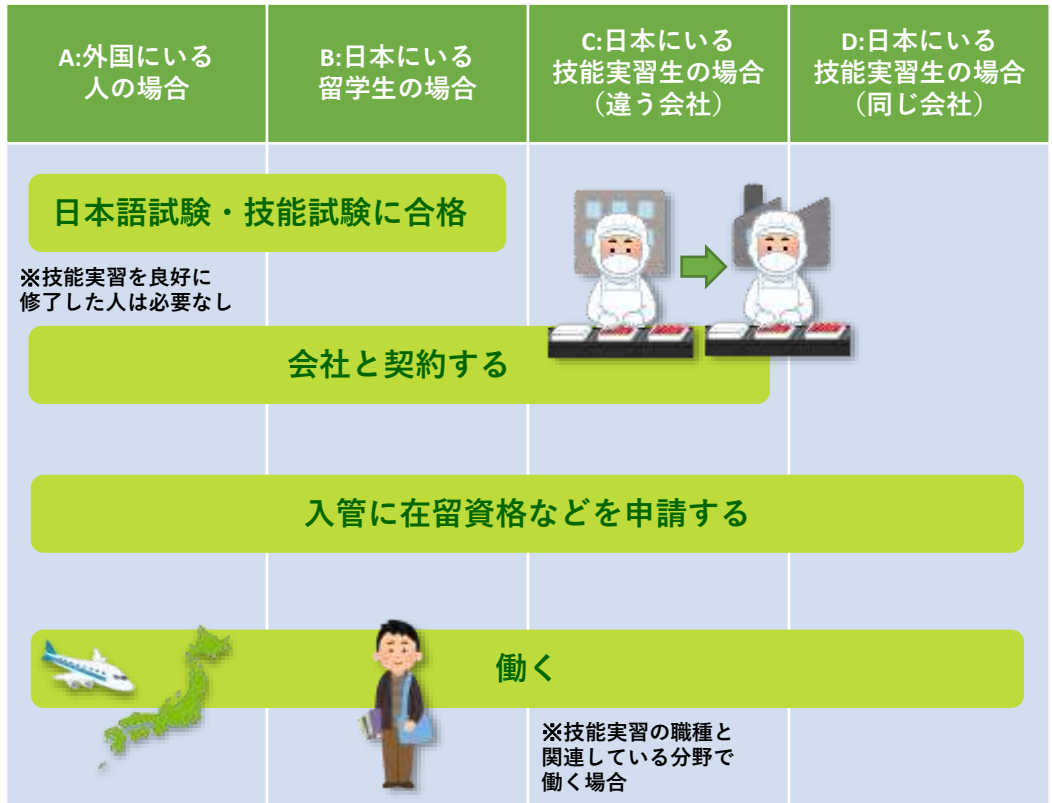 A:外国にいる
人の場合
B:日本にいる
留学生の場合
C:日本にいる
技能実習生の場合
（違う会社）
D:日本にいる
技能実習生の場合
（同じ会社）
日本語試験・技能試験に合格
※技能実習を良好に
修了した人は必要なし
会社と契約する
入管に在留資格などを申請する
働く
※技能実習の職種と
関連している分野で
働く場合